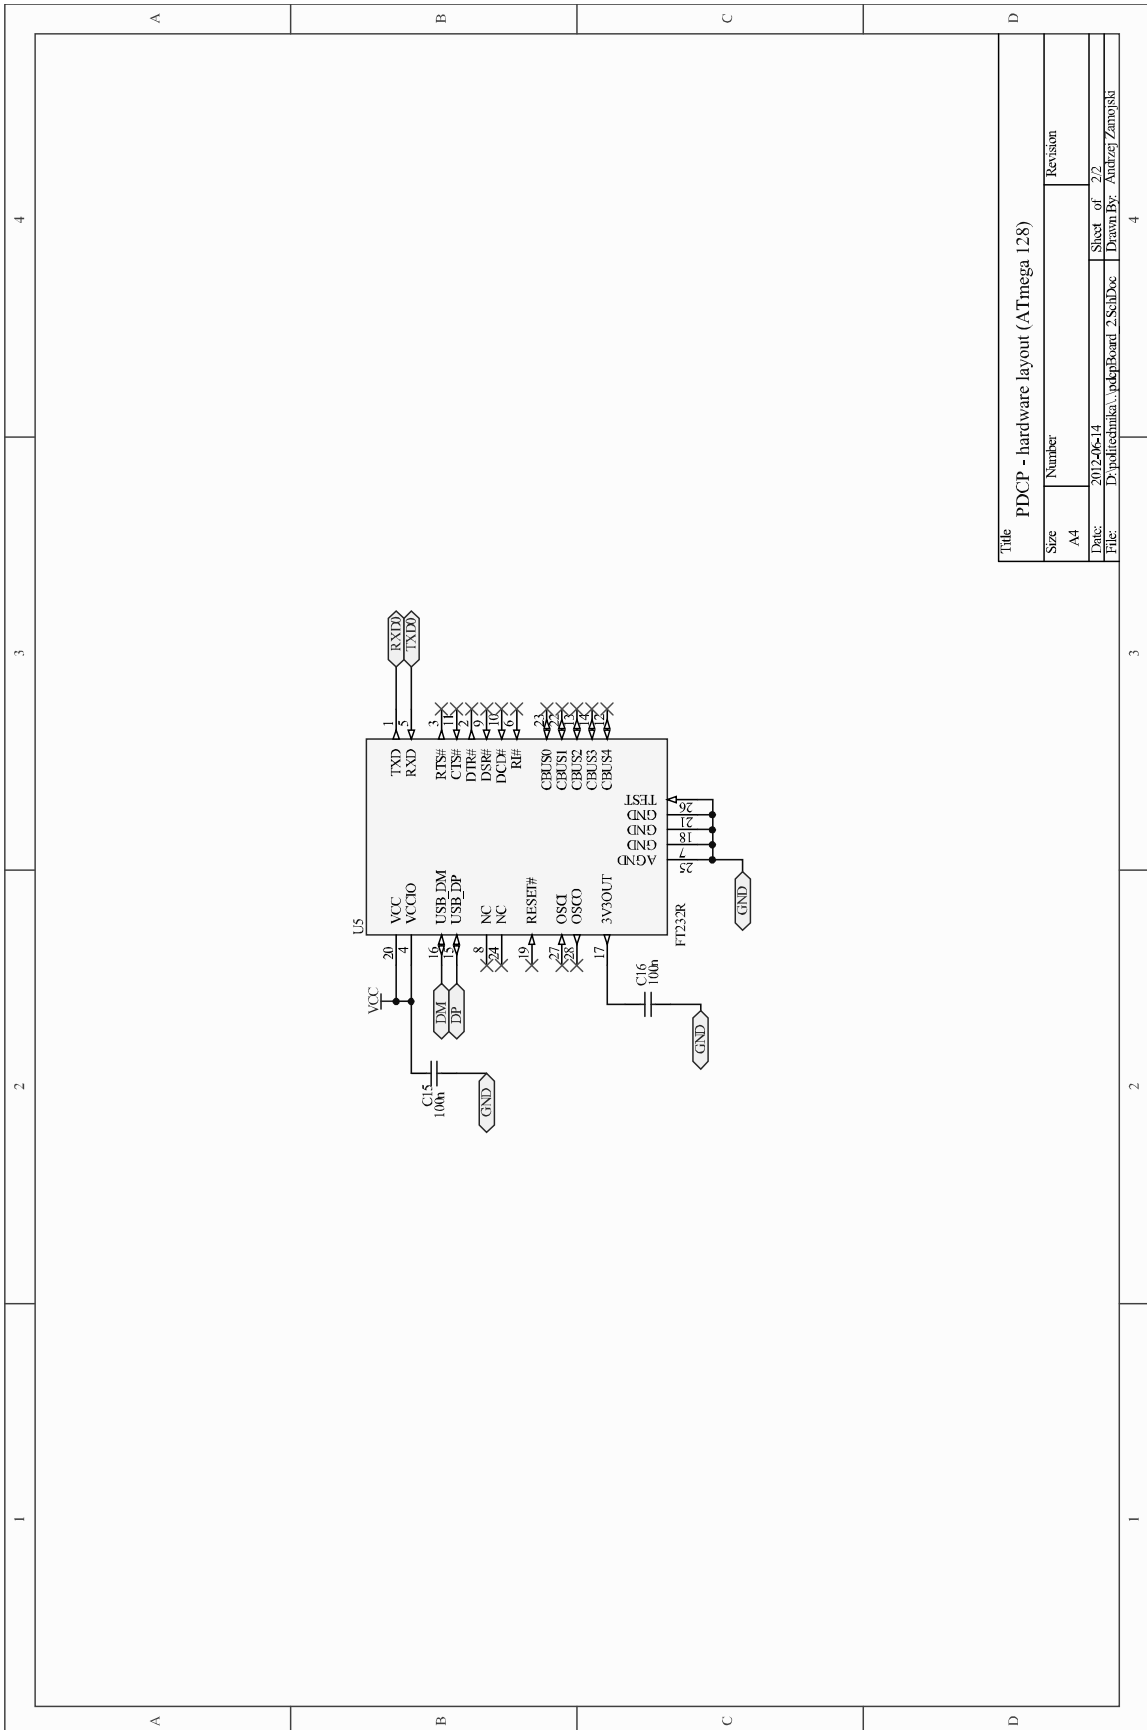 1
2
3
4
A
A
B
B
C
C
D
D
U5
VCC
20
VCC
4
VCCIO
16
USB_DM
15
USB_DP
DM
DP
8
NC
24
NC
19
RESET#
27
OSCI
28
OSCO
17
3V3OUT
TXD
1
RXD0
RXD
5
TXD0
RTS#
3
CTS#
11
DTR#
2
DSR#
9
DCD#
10
RI#
6
CBUS0
23
CBUS1
22
CBUS2
13
CBUS3
14
CBUS4
12
AGND
GND
GND
GND
TEST
25
7
18
21
26
FT232R
C15
100n
GND
C16
100n
GND
GND
Title
PDCP - hardware layout (ATmega 128)
Size
Number
Revision
A4
Date: 2012-06-14 Sheet of 2/2
File: D:\politechnika\..\pdcpBoard_2.SchDoc Drawn By: Andrzej Zamojski
1
2
3
4